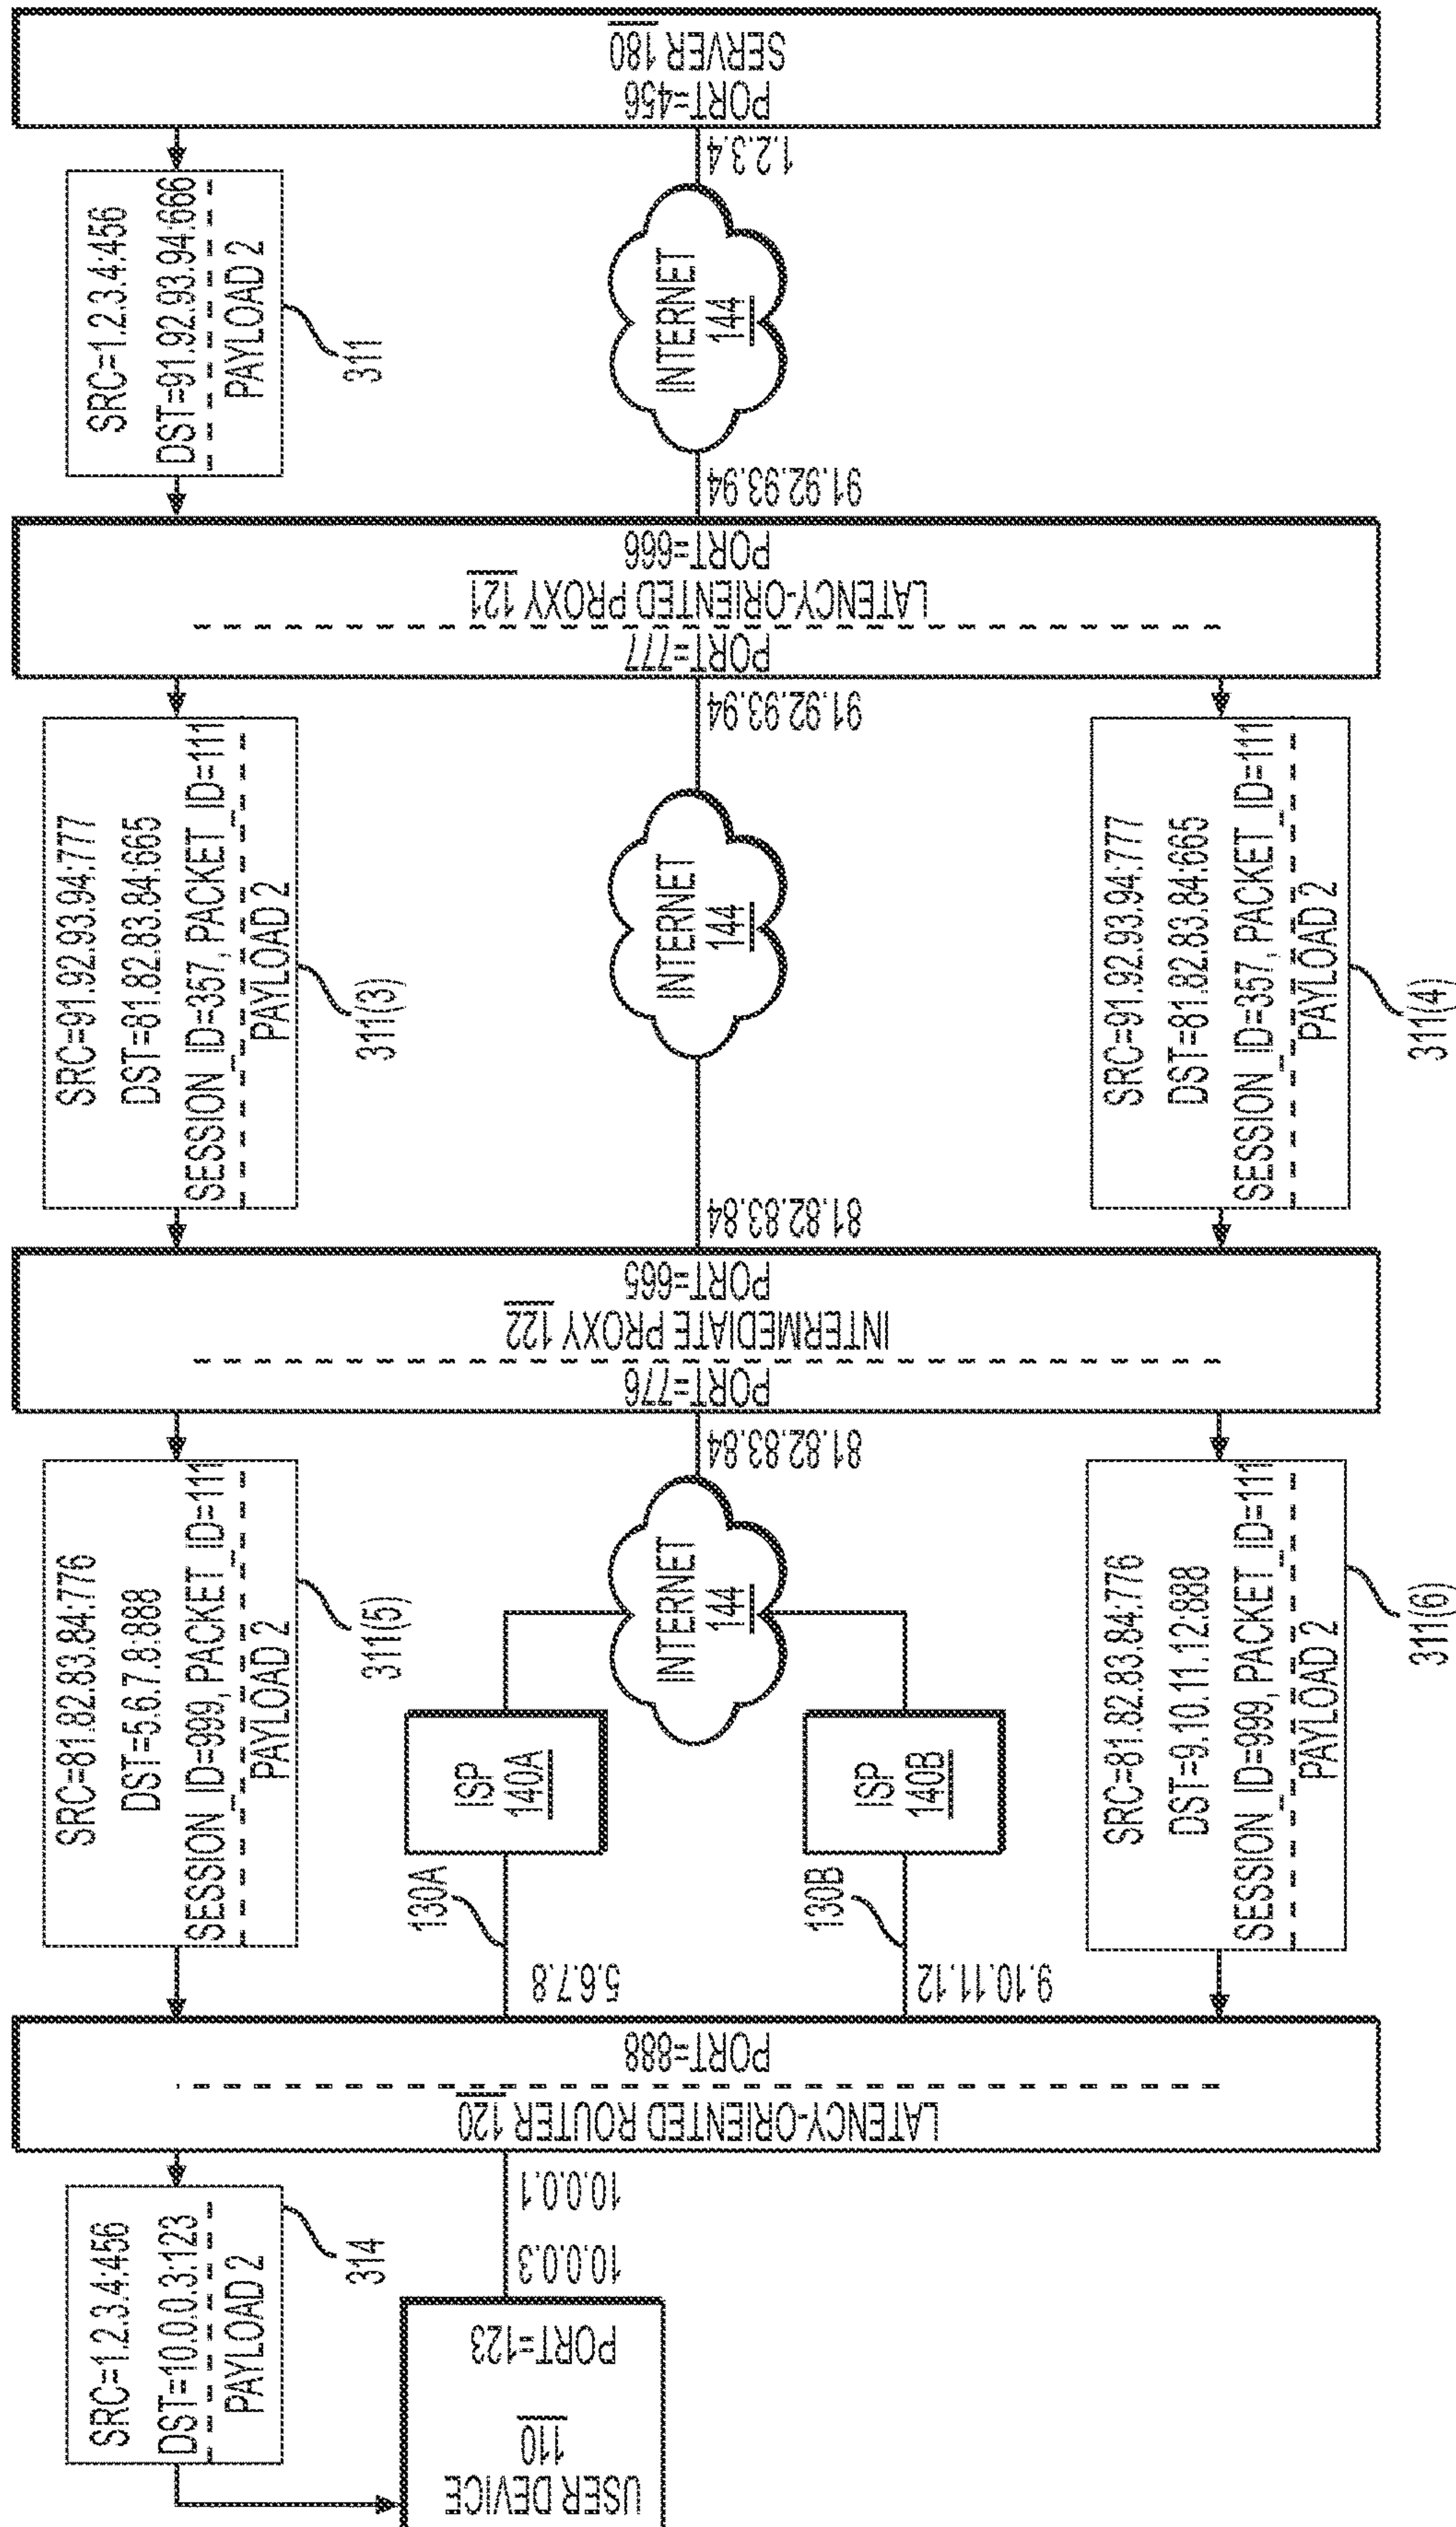 SERVER 180
PORT=456
1.2.3.4
SRC=1.2.3.4:456
DST=91.92.93.94:666
PAYLOAD 2
311
INTERNET
144
91.92.93.94
PORT=666
LATENCY-ORIENTED PROXY 121
PORT=777
91.92.93.94
SRC=91.92.93.94:777
DST=81.82.83.84:665
SESSION_ID=357, PACKET_ID=111
PAYLOAD 2
311(3)
INTERNET
144
SRC=91.92.93.94:777
DST=81.82.83.84:665
SESSION_ID=357, PACKET_ID=111
PAYLOAD 2
311(4)
81.82.83.84
PORT=665
INTERMEDIATE PROXY 122
PORT=776
81.82.83.84
SRC=81.82.83.84:776
DST=5.6.7.8:888
SESSION_ID=999, PACKET_ID=111
PAYLOAD 2
311(5)
INTERNET
144
ISP
140A
ISP
140B
130A
130B
SRC=81.82.83.84:776
DST=9.10.11.12:888
SESSION_ID=999, PACKET_ID=111
PAYLOAD 2
311(6)
5.6.7.8
9.10.11.12
PORT=888
LATENCY-ORIENTED ROUTER 120
10.0.0.1
10.0.0.3
SRC=1.2.3.4:456
DST=10.0.0.3:123
PAYLOAD 2
314
PORT=123
USER DEVICE
110